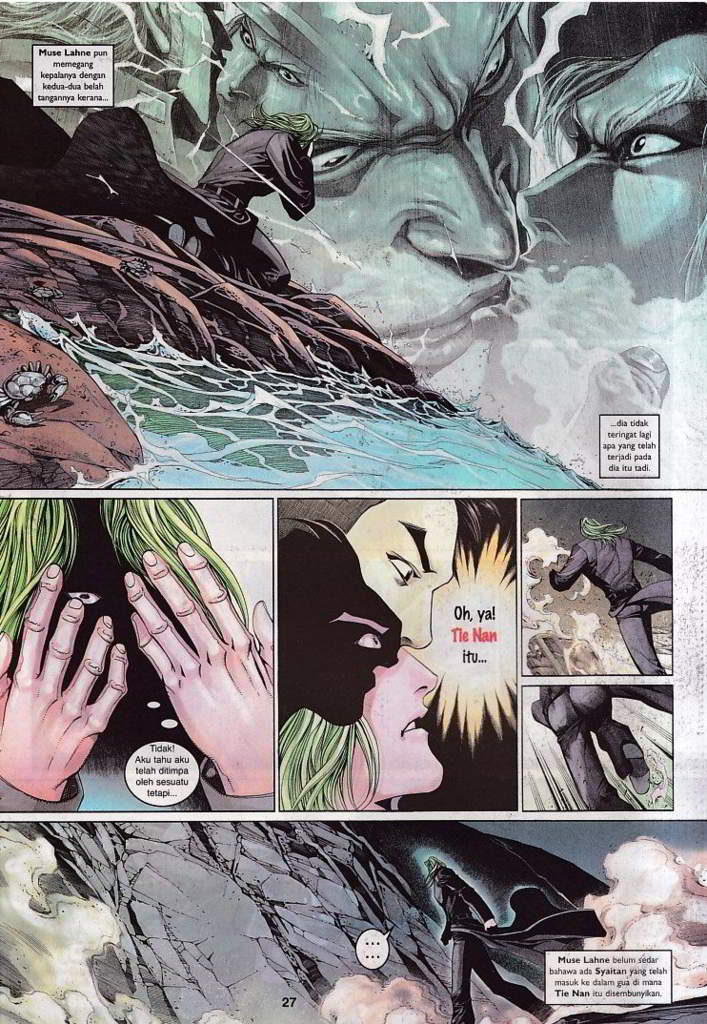 Muse Lahne pun
memegang
kepalanya dengan
kedua-dua belah
tangannya kerana...
...dia tidak
teringat lagi
apa yang telah
terjadi pada
dia itu tadi.
Tidak!
Aku tahu aku
telah ditimpa
oleh sesuatu
tetapi...
Oh, ya!
Tie Nan
itu...
...
...
Muse Lahne belum sedar
bahawa ada Syaitan yang telah
masuk ke dalam gua di mana
Tie Nan itu disembunyikan.
27